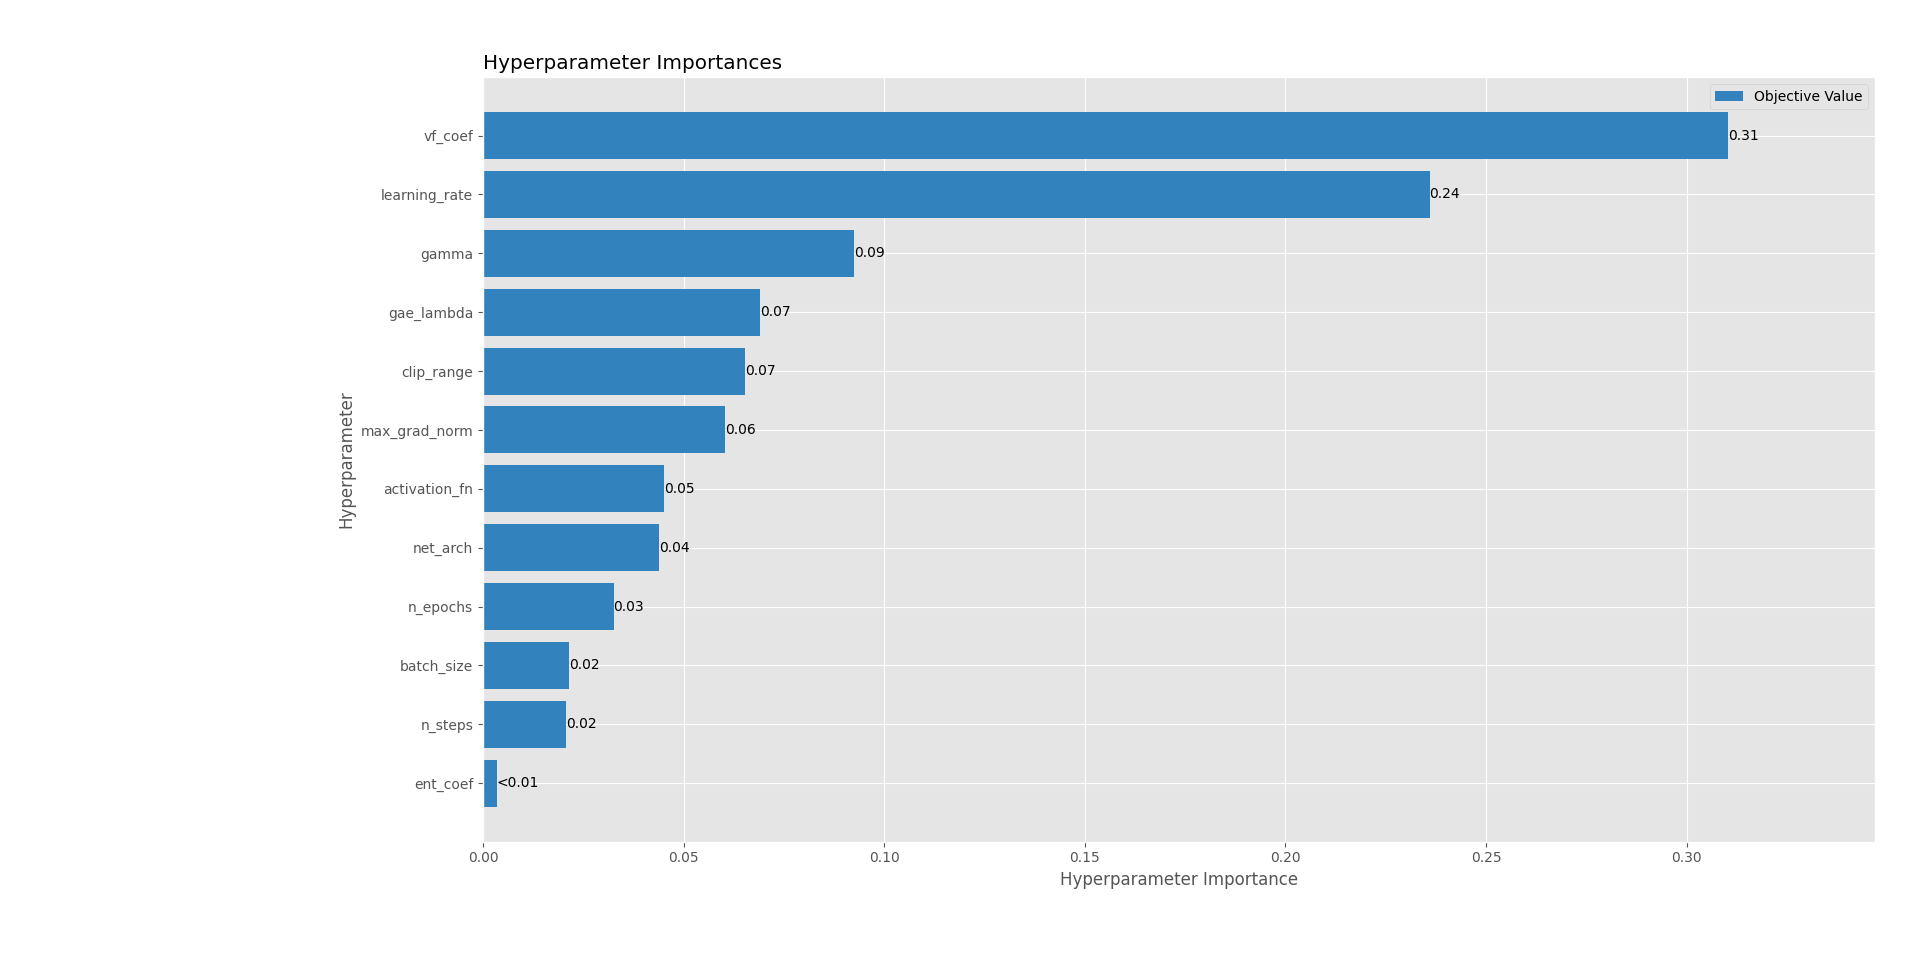 Hyperparameter Importances
Objective Value
vf_coef 0.31
learning_rate 0.24
gamma 0.09
gae_lambda 0.07
clip_range 0.07
max_grad_norm 0.06
activation_fn 0.05
net_arch 0.04
n_epochs 0.03
batch_size 0.02
n_steps 0.02
ent_coef <0.01
Hyperparameter
0.00 0.05 0.10 0.15 0.20 0.25 0.30
Hyperparameter Importance